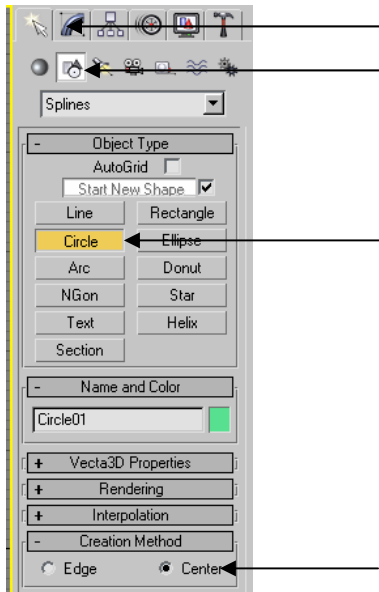 Splines
- Object Type
AutoGrid
Start New Shape
Line Rectangle
Circle Ellipse
Arc Donut
NGon Star
Text Helix
Section
- Name and Color
Circle01
+ Vecta3D Properties
+ Rendering
+ Interpolation
- Creation Method
Edge Center